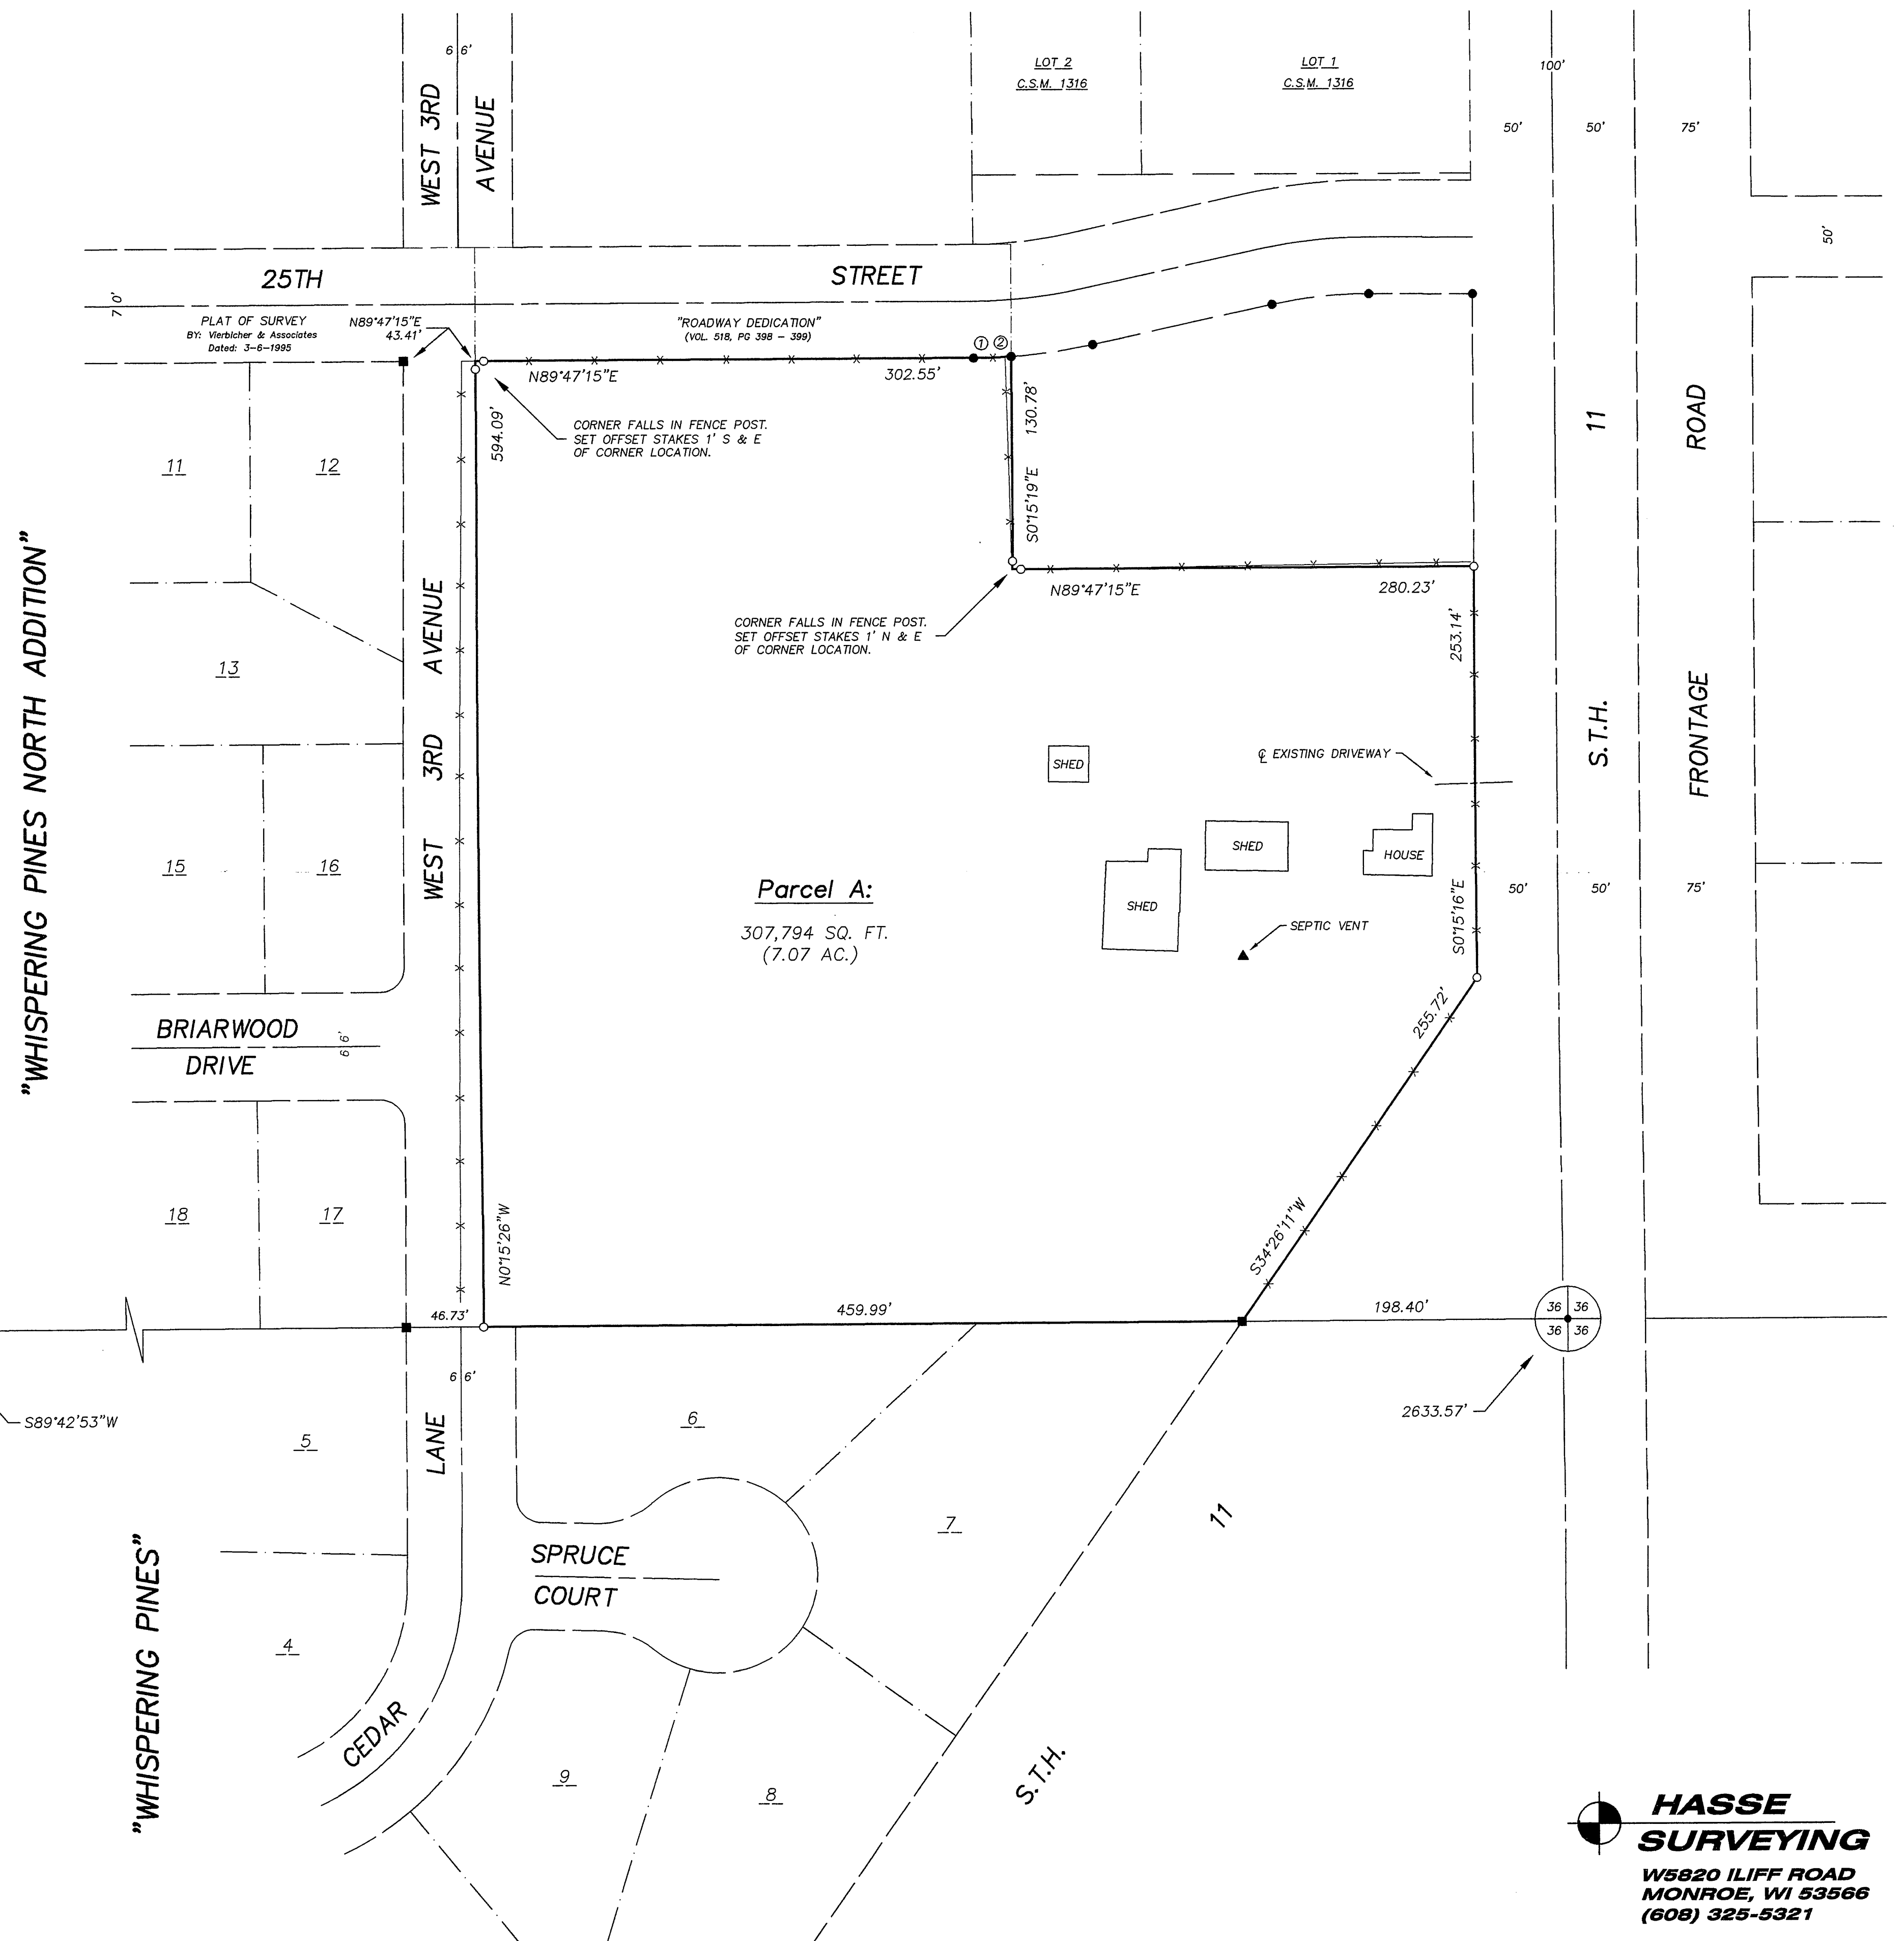 6 6'
WEST 3RD
AVENUE
LOT 2
C.S.M. 1316
LOT 1
C.S.M. 1316
100'
50'
50'
75'
50'
25TH
STREET
70'
PLAT OF SURVEY
BY: Vierbicher & Associates
Dated: 3-6-1995
N89°47'15"E
43.41'
"ROADWAY DEDICATION"
(VOL. 518, PG 398 - 399)
1 2
N89°47'15"E
302.55'
594.09'
130.78'
S0°15'19"E
CORNER FALLS IN FENCE POST.
SET OFFSET STAKES 1' S & E
OF CORNER LOCATION.
11
12
11
ROAD
"WHISPERING PINES NORTH ADDITION"
N89°47'15"E
280.23'
CORNER FALLS IN FENCE POST.
SET OFFSET STAKES 1' N & E
OF CORNER LOCATION.
253.14'
13
WEST 3RD AVENUE
S.T.H.
FRONTAGE
℄ EXISTING DRIVEWAY
SHED
SHED
HOUSE
SHED
15
16
Parcel A:
307,794 SQ. FT.
(7.07 AC.)
SEPTIC VENT
S0°15'16"E
50'
50'
75'
BRIARWOOD
DRIVE
66'
255.72'
18
17
N0°15'26"W
S34°26'11"W
46.73'
459.99'
198.40'
36 36
36 36
6 6'
2633.57'
S89°42'53"W
5
LANE
6
7
11
SPRUCE
COURT
"WHISPERING PINES"
4
CEDAR
9
8
S.T.H.
HASSE
SURVEYING
W5820 ILIFF ROAD
MONROE, WI 53566
(608) 325-5321